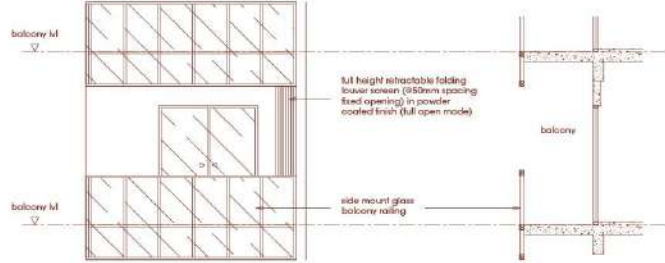 balcony lvl
full height retractable folding
louver screen (@50mm spacing
fixed opening) in powder
coated finish (full open mode)
balcony
side mount glass
balcony railing
balcony lvl